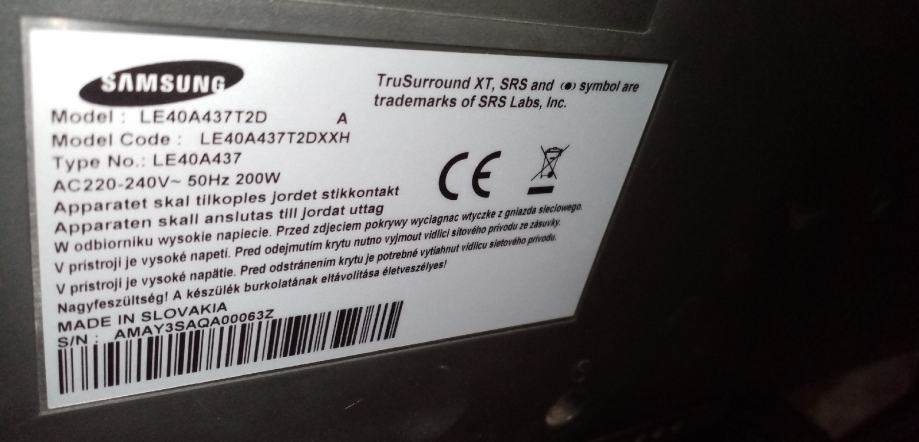 SAMSUNG
TruSurround XT, SRS and (●) symbol are
trademarks of SRS Labs, Inc.
Model : LE40A437T2D A
Model Code : LE40A437T2DXXH
Type No.: LE40A437
AC220-240V~ 50Hz 200W
Apparatet skal tilkoples jordet stikkontakt
Apparaten skall anslutas till jordat uttag
W odbiorniku wysokie napiecie. Przed zdjeciem pokrywy wyciagnac wtyczke z gniazda sieciowego.
V pristroji je vysoké napeti. Pred odejmutím krytu nutno vyjmout vidlici sítového prívodu ze zásuvky.
V prístroji je vysoké napätie. Pred odstránením krytu je potrebné vytiahnut vidlicu sietového prívodu.
Nagyfeszültség! A készülék burkolatának eltávolítása életveszélyes!
MADE IN SLOVAKIA
S/N : AMAY3SAQA00063Z